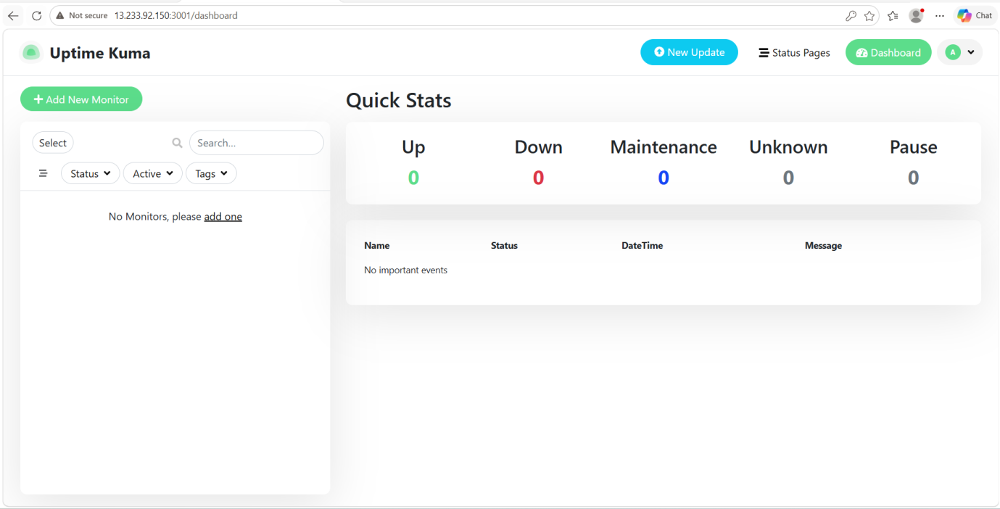 Not secure 13.233.92.150:3001/dashboard
Chat
Uptime Kuma
New Update
Status Pages
Dashboard
A
Add New Monitor
Select
Search...
Status
Active
Tags
No Monitors, please add one
Quick Stats
Up Down Maintenance Unknown Pause
0 0 0 0 0
Name Status DateTime Message
No important events